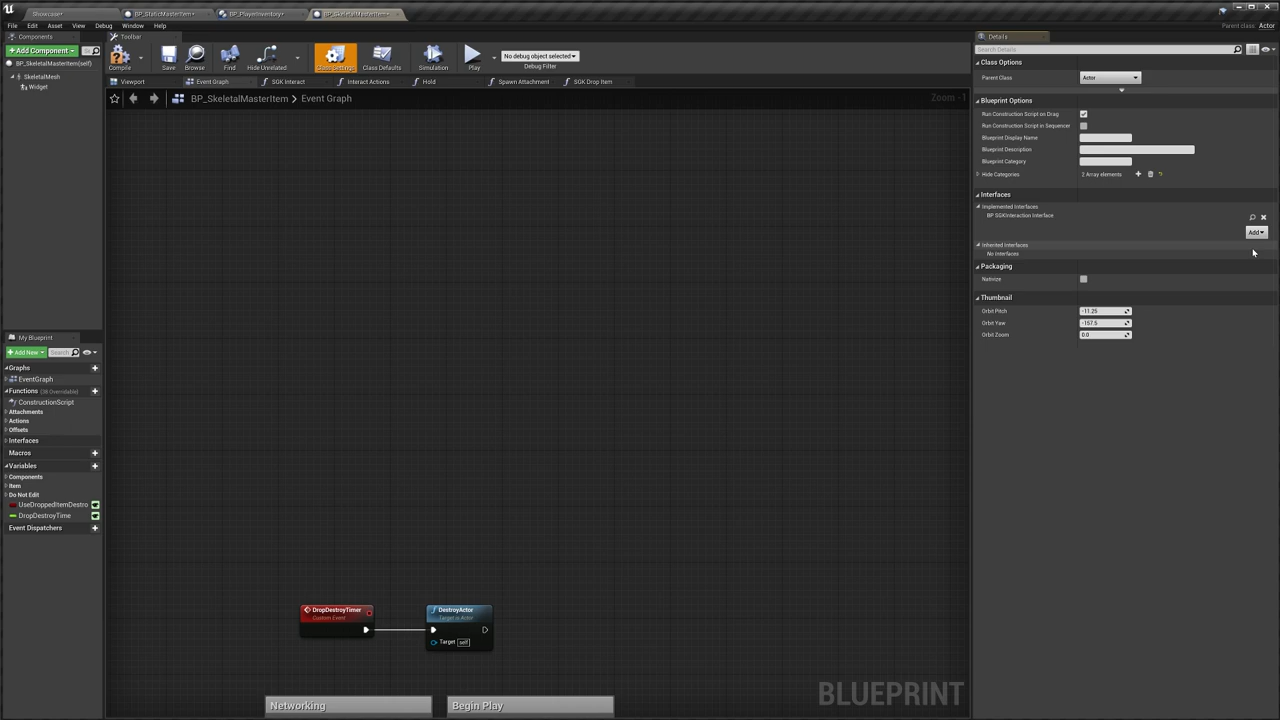 Showcase*
BP_StaticMasterItem*
BP_PlayerInventory*
BP_SkeletalMasterItem*
File Edit Asset View Debug Window Help
Parent class: Actor
Components
Toolbar
Details
+Add Component
Search Details
BP_SkeletalMasterItem(self)
SkeletalMesh
Widget
Compile
Save
Browse
Find
Hide Unrelated
Class Settings
Class Defaults
Simulation
Play
No debug object selected
Debug Filter
Viewport
Event Graph
SGK Interact
Interact Actions
Hold
Spawn Attachment
SGK Drop Item
BP_SkeletalMasterItem > Event Graph
Zoom -1
Class Options
Parent Class Actor
Blueprint Options
Run Construction Script on Drag
Run Construction Script in Sequencer
Blueprint Display Name
Blueprint Description
Blueprint Category
Hide Categories 2 Array elements
Interfaces
Implemented Interfaces
BP SGKInteraction Interface
Add
Inherited Interfaces
No Interfaces
Packaging
Nativize
Thumbnail
Orbit Pitch -11.25
Orbit Yaw -157.5
Orbit Zoom 0.0
My Blueprint
+Add New
Search
Graphs
EventGraph
Functions (38 Overridable)
ConstructionScript
Attachments
Actions
Offsets
Interfaces
Macros
Variables
Components
Item
Do Not Edit
UseDroppedItemDestro
DropDestroyTime
Event Dispatchers
DropDestroyTimer
Custom Event
DestroyActor
Target is Actor
Target self
Networking
Begin Play
BLUEPRINT